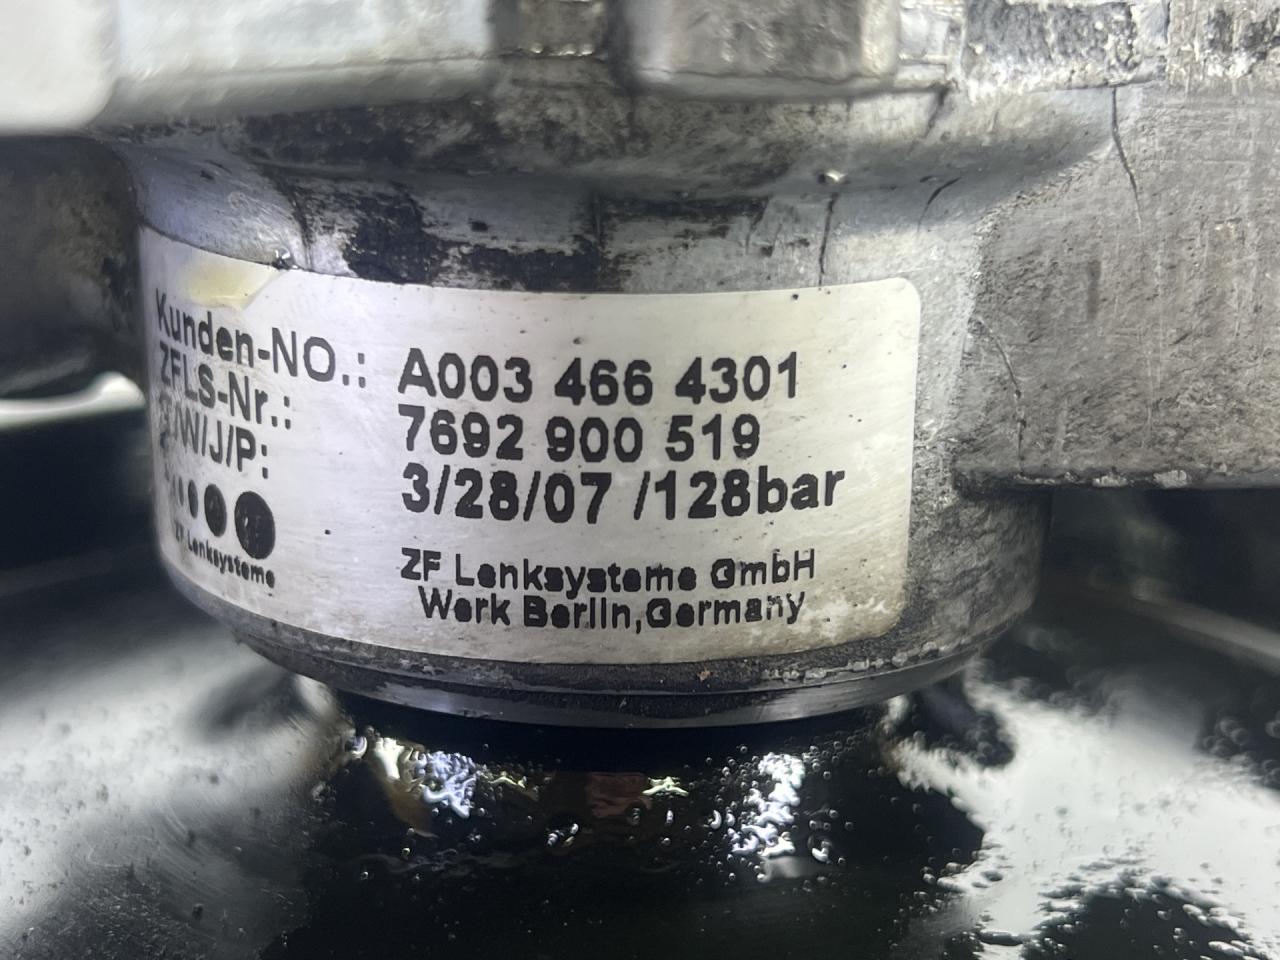 Kunden-NO.: A003 466 4301
ZFLS-Nr.: 7692 900 519
T/W/J/P: 3/28/07 /128bar
ZF Lenksysteme
ZF Lenksysteme GmbH
Werk Berlin,Germany